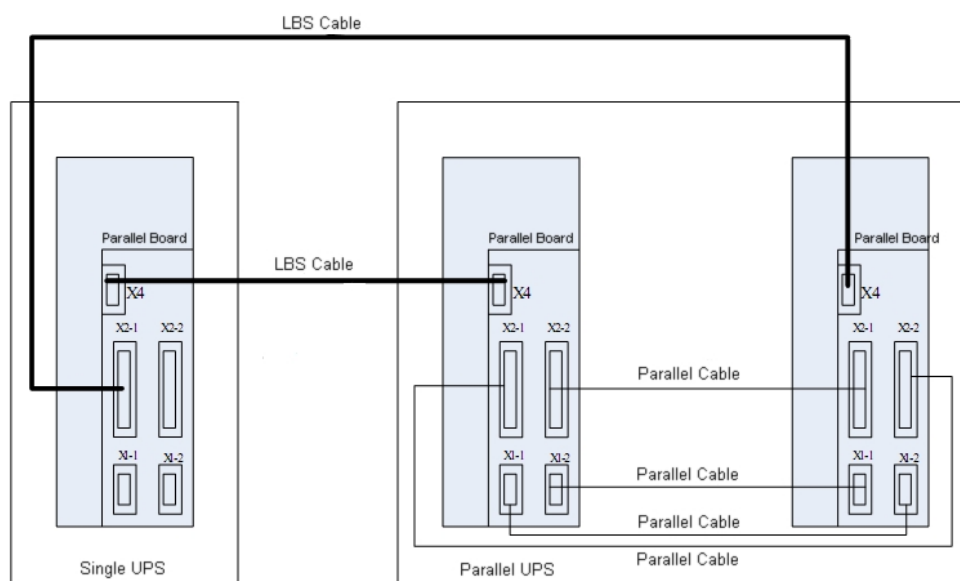 LBS Cable
Parallel Board
Parallel Board
Parallel Board
LBS Cable
X4
X4
X4
X2-1 X2-2
X2-1 X2-2
X2-1 X2-2
Parallel Cable
X1-1 X1-2
X1-1 X1-2
X1-1 X1-2
Parallel Cable
Parallel Cable
Parallel Cable
Single UPS
Parallel UPS